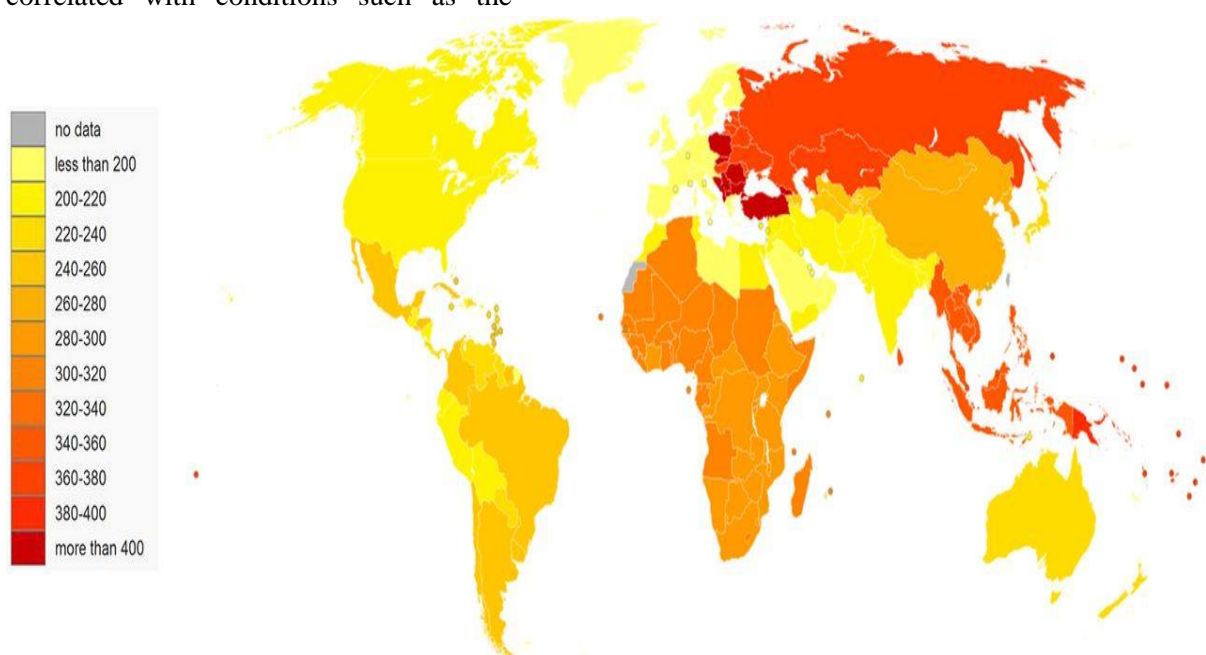 correlated with conditions such as the
no data
less than 200
200-220
220-240
240-260
260-280
280-300
300-320
320-340
340-360
360-380
380-400
more than 400